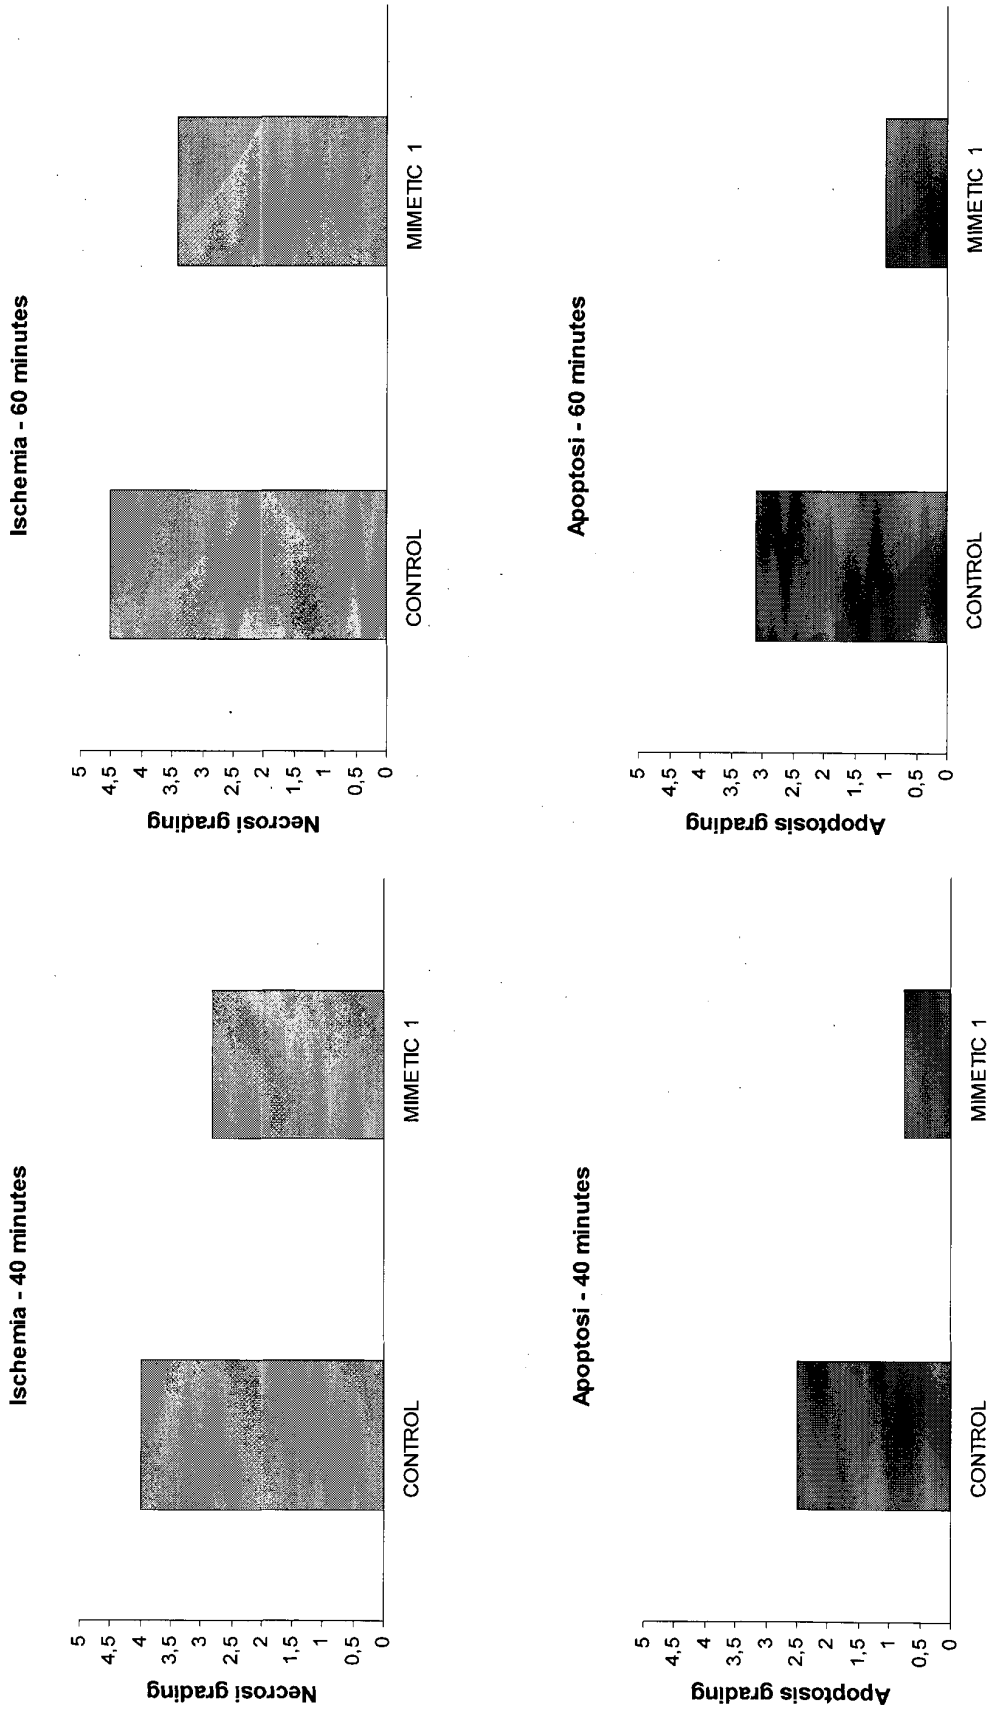 Ischemia - 40 minutes
Necrosi grading
5
4,5
4
3,5
3
2,5
2
1,5
1
0,5
0
CONTROL
MIMETIC 1
Ischemia - 60 minutes
Necrosi grading
5
4,5
4
3,5
3
2,5
2
1,5
1
0,5
0
CONTROL
MIMETIC 1
Apoptosi - 40 minutes
Apoptosis grading
5
4,5
4
3,5
3
2,5
2
1,5
1
0,5
0
CONTROL
MIMETIC 1
Apoptosi - 60 minutes
Apoptosis grading
5
4,5
4
3,5
3
2,5
2
1,5
1
0,5
0
CONTROL
MIMETIC 1